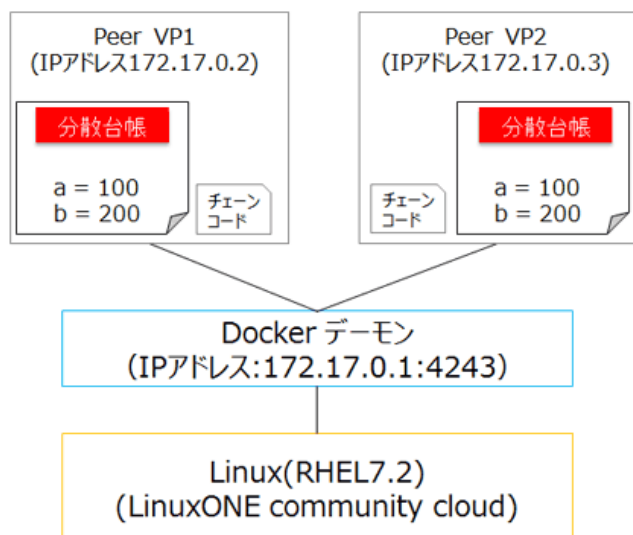 Peer VP1
(IPアドレス172.17.0.2)
分散台帳
a = 100
b = 200
チェーン
コード
Peer VP2
(IPアドレス172.17.0.3)
分散台帳
a = 100
b = 200
チェーン
コード
Docker デーモン
(IPアドレス:172.17.0.1:4243)
Linux(RHEL7.2)
(LinuxONE community cloud)